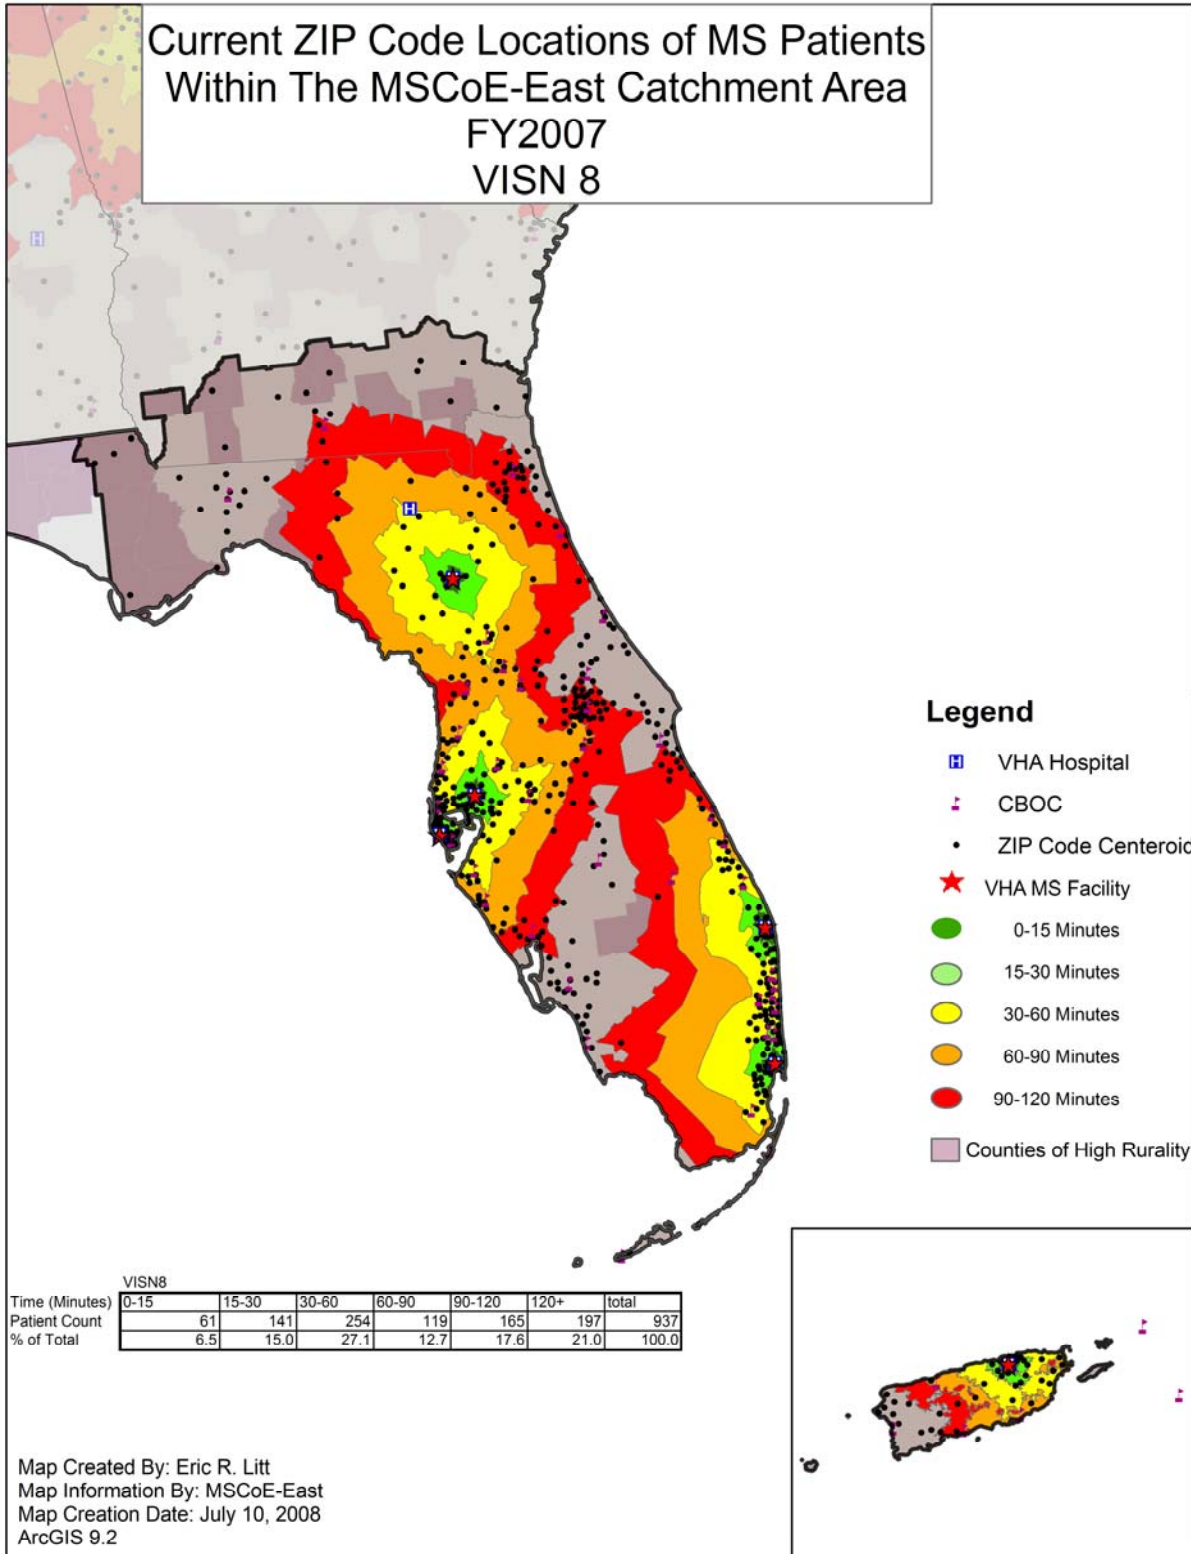 Current ZIP Code Locations of MS Patients
Within The MSCoE-East Catchment Area
FY2007
VISN 8
H
H
Legend
H VHA Hospital
CBOC
ZIP Code Centeroid
VHA MS Facility
0-15 Minutes
15-30 Minutes
30-60 Minutes
60-90 Minutes
90-120 Minutes
Counties of High Rurality
VISN8
Time (Minutes) 0-15 15-30 30-60 60-90 90-120 120+ total
Patient Count 61 141 254 119 165 197 937
% of Total 6.5 15.0 27.1 12.7 17.6 21.0 100.0
Map Created By: Eric R. Litt
Map Information By: MSCoE-East
Map Creation Date: July 10, 2008
ArcGIS 9.2